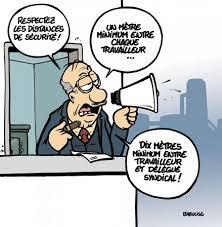 RESPECTEZ
LES DISTANCES
DE SÉCURITÉ !
UN MÈTRE
MINIMUM ENTRE
CHAQUE
TRAVAILLEUR
...
DIX MÈTRES
MINIMUM ENTRE
TRAVAILLEUR
ET DÉLÉGUÉ
SYNDICAL !
BABOUSE